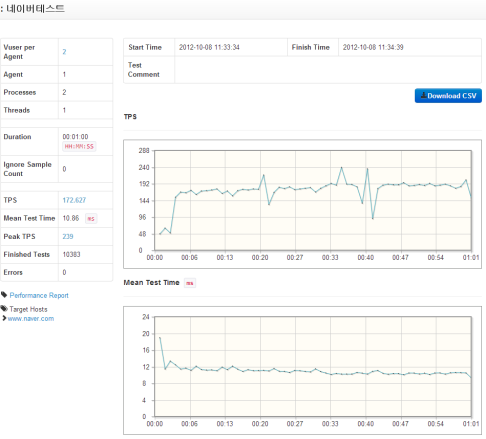 : 네이버테스트
Vuser per Agent 2
Agent 1
Processes 2
Threads 1
Duration 00:01:00
HH:MM:SS
Ignore Sample Count 0
TPS 172,627
Mean Test Time 10.86 ms
Peak TPS 239
Finished Tests 10383
Errors 0
Performance Report
Target Hosts
www.naver.com
Start Time 2012-10-08 11:33:34 Finish Time 2012-10-08 11:34:39
Test Comment
Download CSV
TPS
288
240
192
144
96
48
0
00:00 00:06 00:13 00:20 00:27 00:33 00:40 00:47 00:54 01:01
Mean Test Time ms
24
20
16
12
8
4
0
00:00 00:06 00:13 00:20 00:27 00:33 00:40 00:47 00:54 01:01